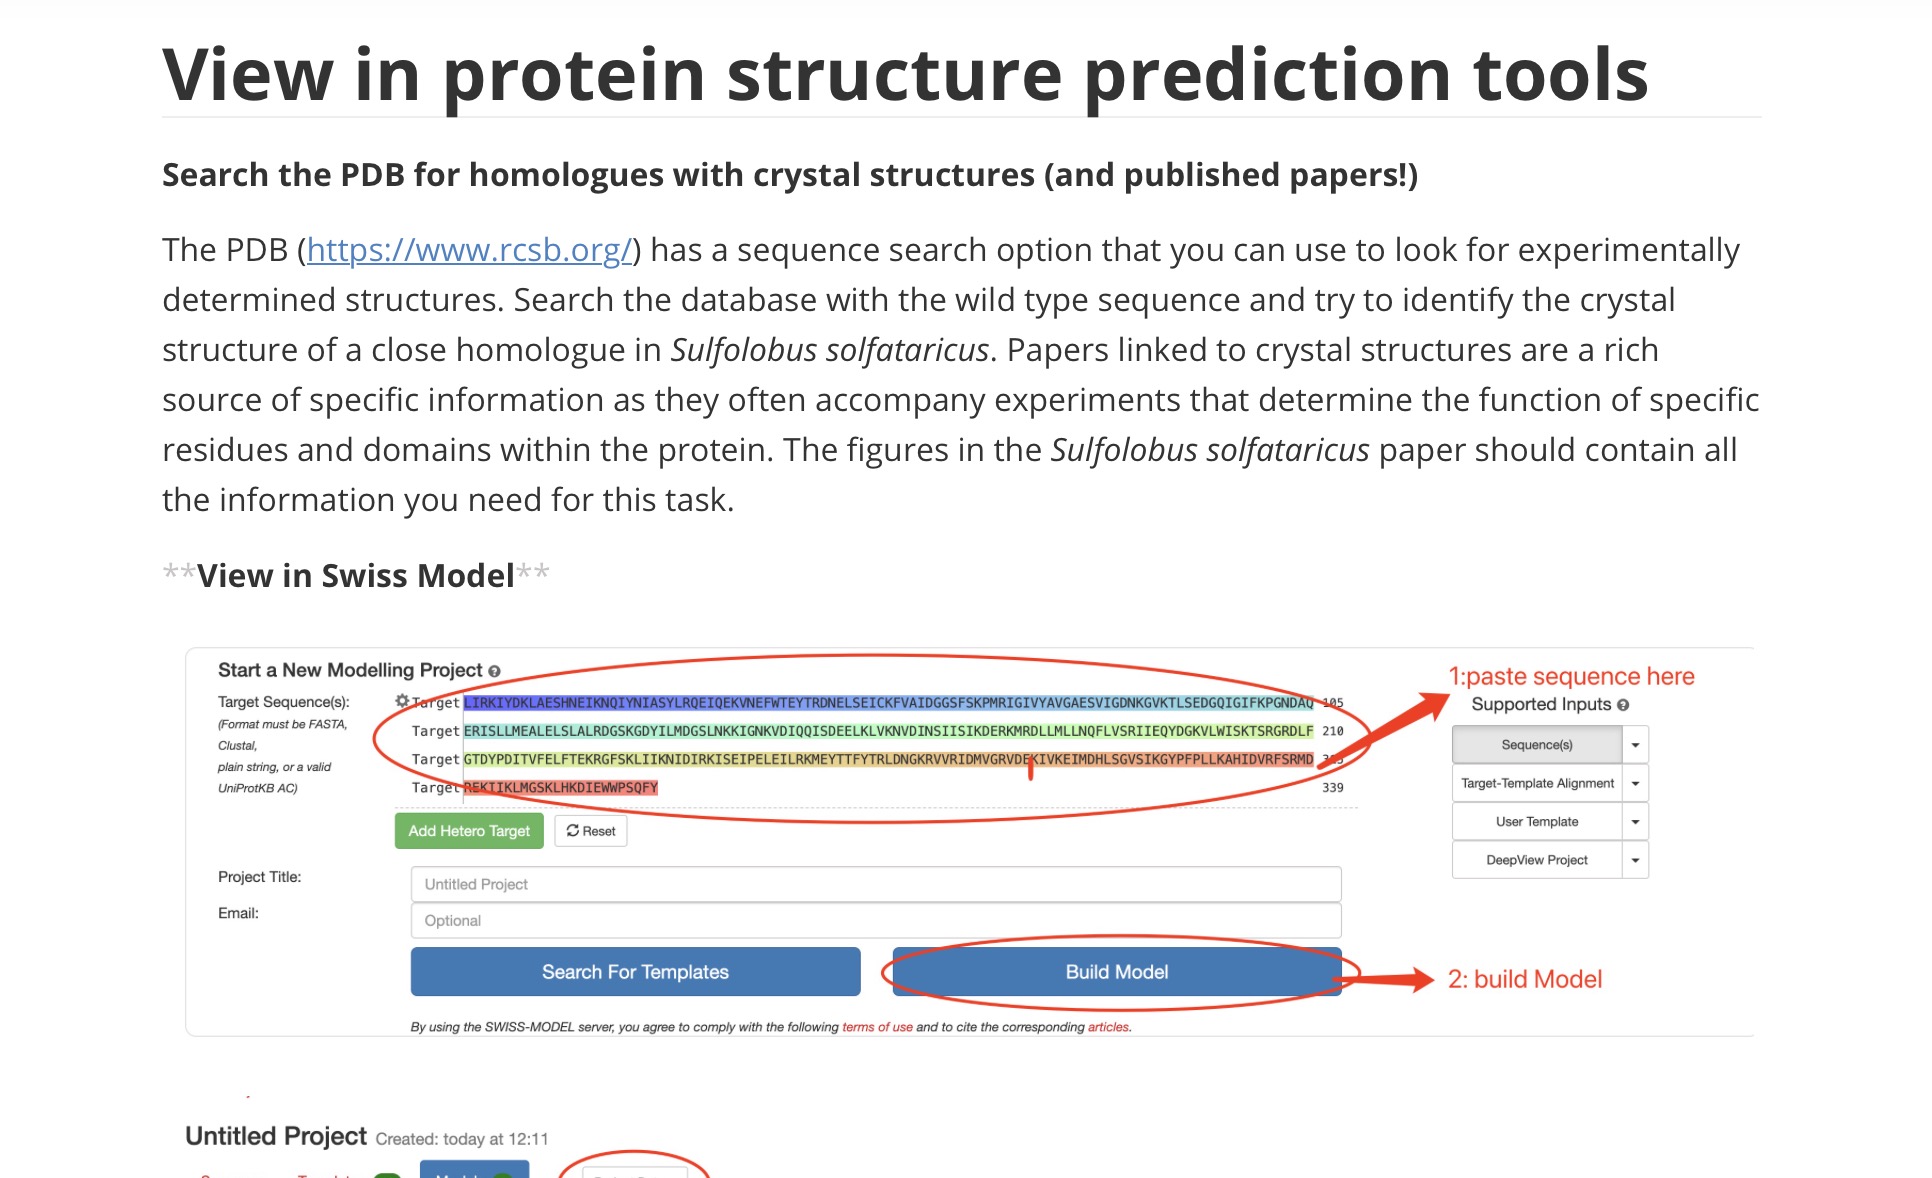 View in protein structure prediction tools
Search the PDB for homologues with crystal structures (and published papers!)
The PDB (https://www.rcsb.org/) has a sequence search option that you can use to look for experimentally
determined structures. Search the database with the wild type sequence and try to identify the crystal
structure of a close homologue in Sulfolobus solfataricus. Papers linked to crystal structures are a rich
source of specific information as they often accompany experiments that determine the function of specific
residues and domains within the protein. The figures in the Sulfolobus solfataricus paper should contain all
the information you need for this task.
**View in Swiss Model**
Start a New Modelling Project
1:paste sequence here
Target Sequence(s):
(Format must be FASTA,
Clustal,
plain string, or a valid
UniProtKB AC)
Target LIRKIYDKLAESHNEIKNQIYNIASYLRQEIQEKVNEFWTEYTRDNELSEICKFVAIDGGSFSKPMRIGIVYAVGAESVIGDNKGVKTLSEDGQIGIFKPGNDAQ 105
Target ERISLLMEALELSLALRDGSKGDYILMDGSLNKKIGNKVDIQQISDEELKLVKNVDINSIISIKDERKMRDLLMLLNQFLVSRIIEQYDGKVLWISKTSRGRDLF 210
Target GTDYPDITVFELFTEKRGFSKLIIKNIDIRKISEIPELEILRKMEYTTFYTRLDNGKRVVRIDMVGRVDEKIVKEIMDHLSGVSIKGYPFPLLKAHIDVRFSRMD
Target REKIIKLMGSKLHKDIEWWPSQFY 339
Supported Inputs
Sequence(s)
Target-Template Alignment
User Template
DeepView Project
Add Hetero Target
Reset
Project Title:
Untitled Project
Email:
Optional
Search For Templates
Build Model
2: build Model
By using the SWISS-MODEL server, you agree to comply with the following terms of use and to cite the corresponding articles.
Untitled Project Created: today at 12:11